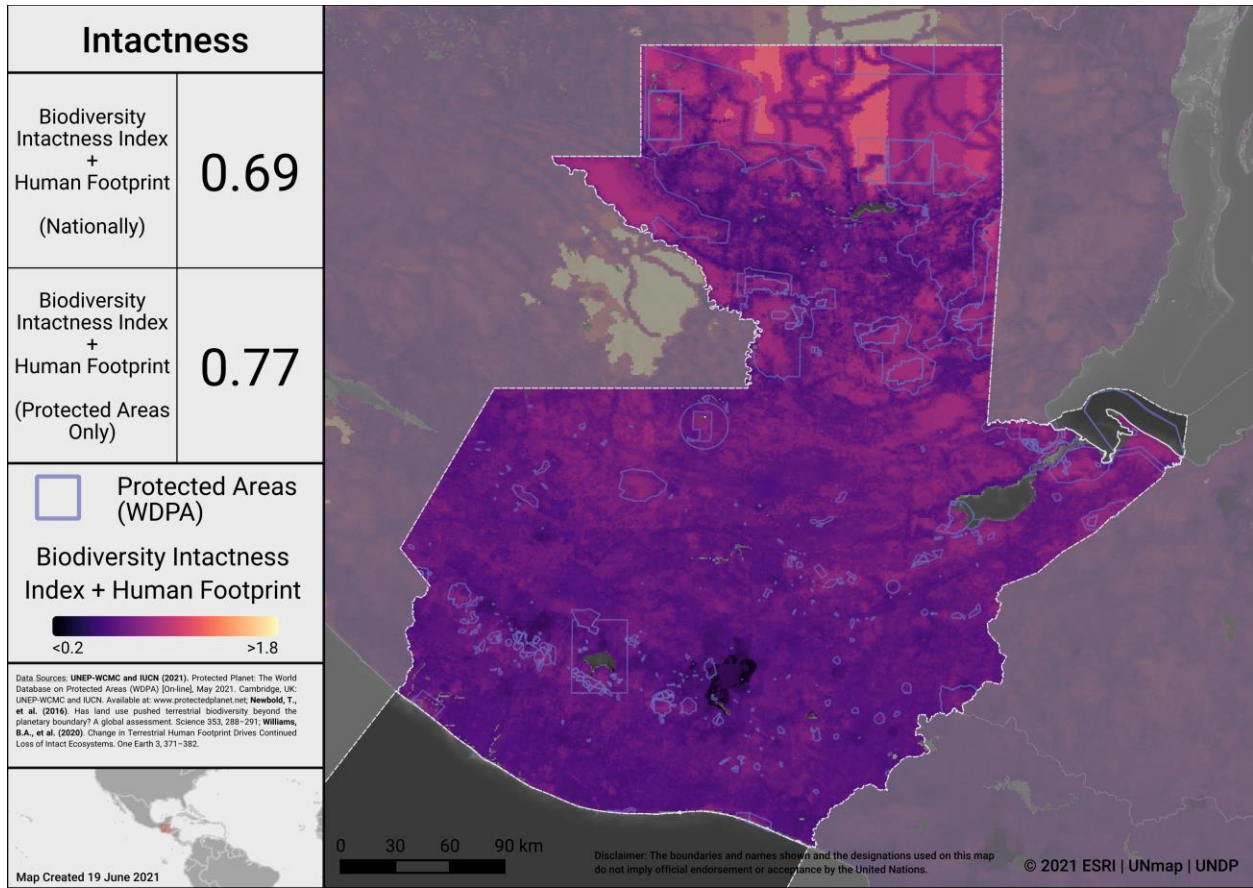 Intactness
Biodiversity
Intactness Index
+
Human Footprint
(Nationally)
0.69
Biodiversity
Intactness Index
+
Human Footprint
(Protected Areas
Only)
0.77
Protected Areas
(WDPA)
Biodiversity Intactness
Index + Human Footprint
<0.2 >1.8
Data Sources: UNEP-WCMC and IUCN (2021). Protected Planet: The World
Database on Protected Areas (WDPA) [On-line], May 2021. Cambridge, UK:
UNEP-WCMC and IUCN. Available at: www.protectedplanet.net; Newbold, T.,
et al. (2016). Has land use pushed terrestrial biodiversity beyond the
planetary boundary? A global assessment. Science 353, 288–291; Williams,
B.A., et al. (2020). Change in Terrestrial Human Footprint Drives Continued
Loss of Intact Ecosystems. One Earth 3, 371–382.
Map Created 19 June 2021
0 30 60 90 km
Disclaimer: The boundaries and names shown and the designations used on this map
do not imply official endorsement or acceptance by the United Nations.
© 2021 ESRI | UNmap | UNDP